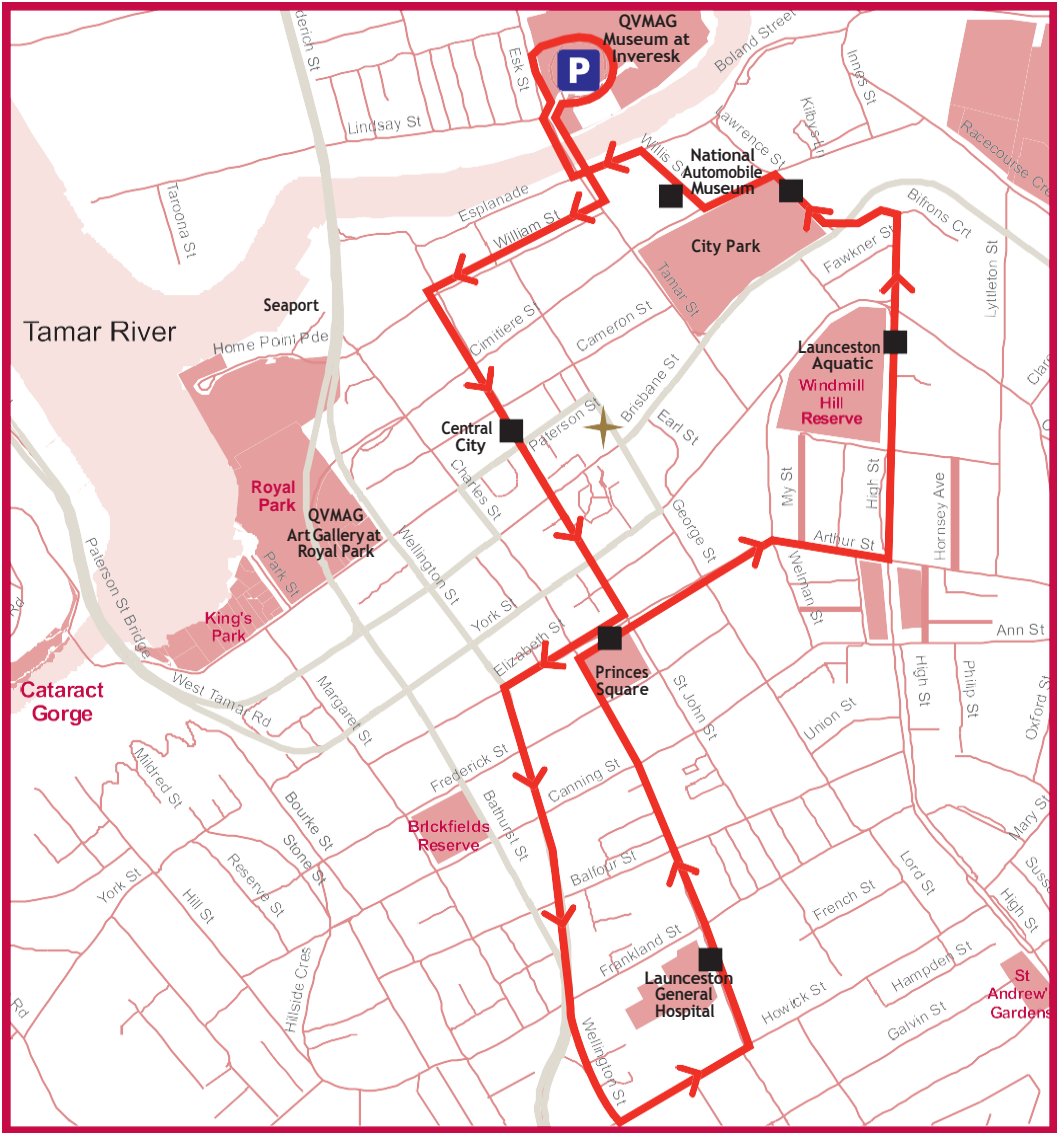 QVMAG
Museum at
Inveresk
P
Esk St
Boland Street
Innes St
Kilbys Ln
Lawrence St
Lindsay St
Willis St
National
Automobile
Museum
Taroona St
Esplanade
William St
City Park
Bifrons Crt
Fawkner St
Lyttleton St
Tamar St
Seaport
Tamar River
Home Point Pde
Cimitiere St
Cameron St
Launceston
Aquatic
Windmill
Hill
Reserve
Brisbane St
Central
City
Paterson St
Earl St
Charles St
Royal
Park
QVMAG
Art Gallery at
Royal Park
My St
High St
Hornsey Ave
George St
Arthur St
Wellington St
Paterson St Bridge
Park St
Welman St
King's
Park
York St
Elizabeth St
Ann St
Cataract
Gorge
West Tamar Rd
Margaret St
Princes
Square
St John St
High St
Philip St
Oxford St
Union St
Mildred St
Frederick St
Canning St
Bourke St
Brickfields
Reserve
Bathurst St
Mary St
Stone St
Reserve St
York St
Hill St
Balfour St
Lord St
French St
High St
Frankland St
Hampden St
Hillside Cres
Launceston
General
Hospital
Howick St
Galvin St
St
Andrew's
Gardens
Rd
Wellington St